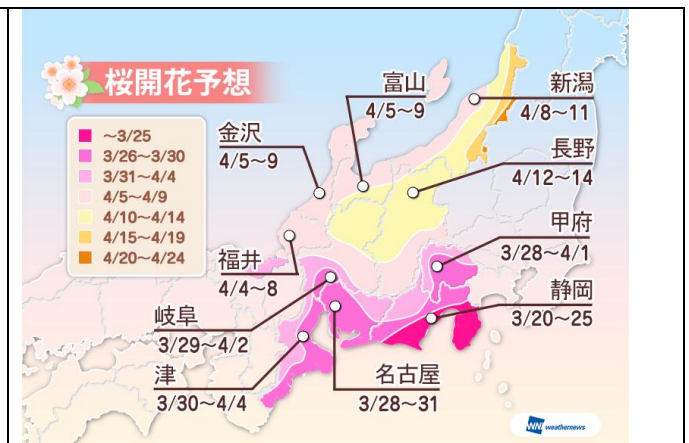 桜開花予想
~3/25
3/26~3/30
3/31~4/4
4/5~4/9
4/10~4/14
4/15~4/19
4/20~4/24
富山
4/5~9
新潟
4/8~11
金沢
4/5~9
長野
4/12~14
甲府
3/28~4/1
福井
4/4~8
静岡
3/20~25
岐阜
3/29~4/2
津
3/30~4/4
名古屋
3/28~31
WNI weathernews